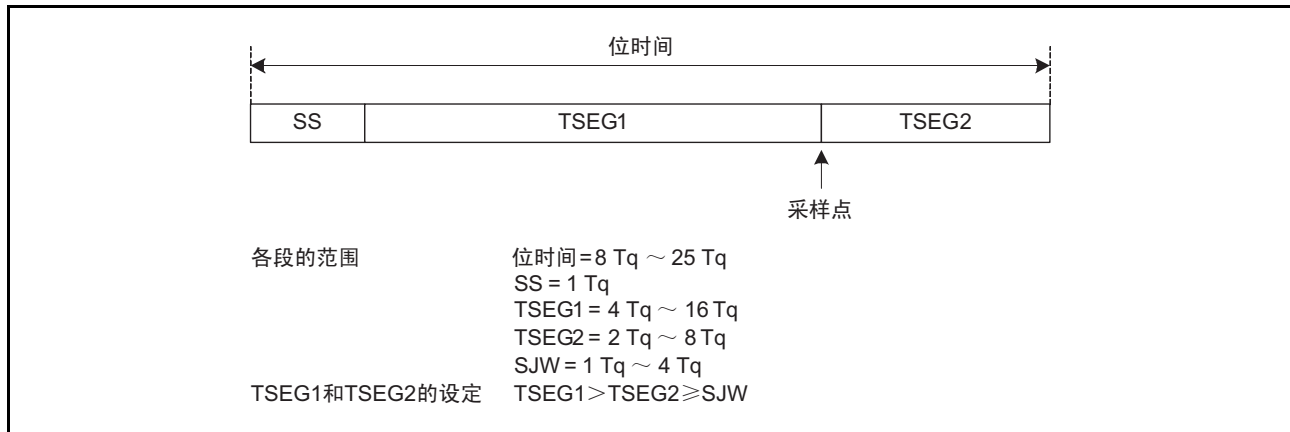 位时间
SS TSEG1 TSEG2
采样点
各段的范围 位时间=8 Tq ～ 25 Tq
SS = 1 Tq
TSEG1 = 4 Tq ～ 16 Tq
TSEG2 = 2 Tq ～ 8 Tq
SJW = 1 Tq ～ 4 Tq
TSEG1和TSEG2的设定 TSEG1＞TSEG2≥SJW